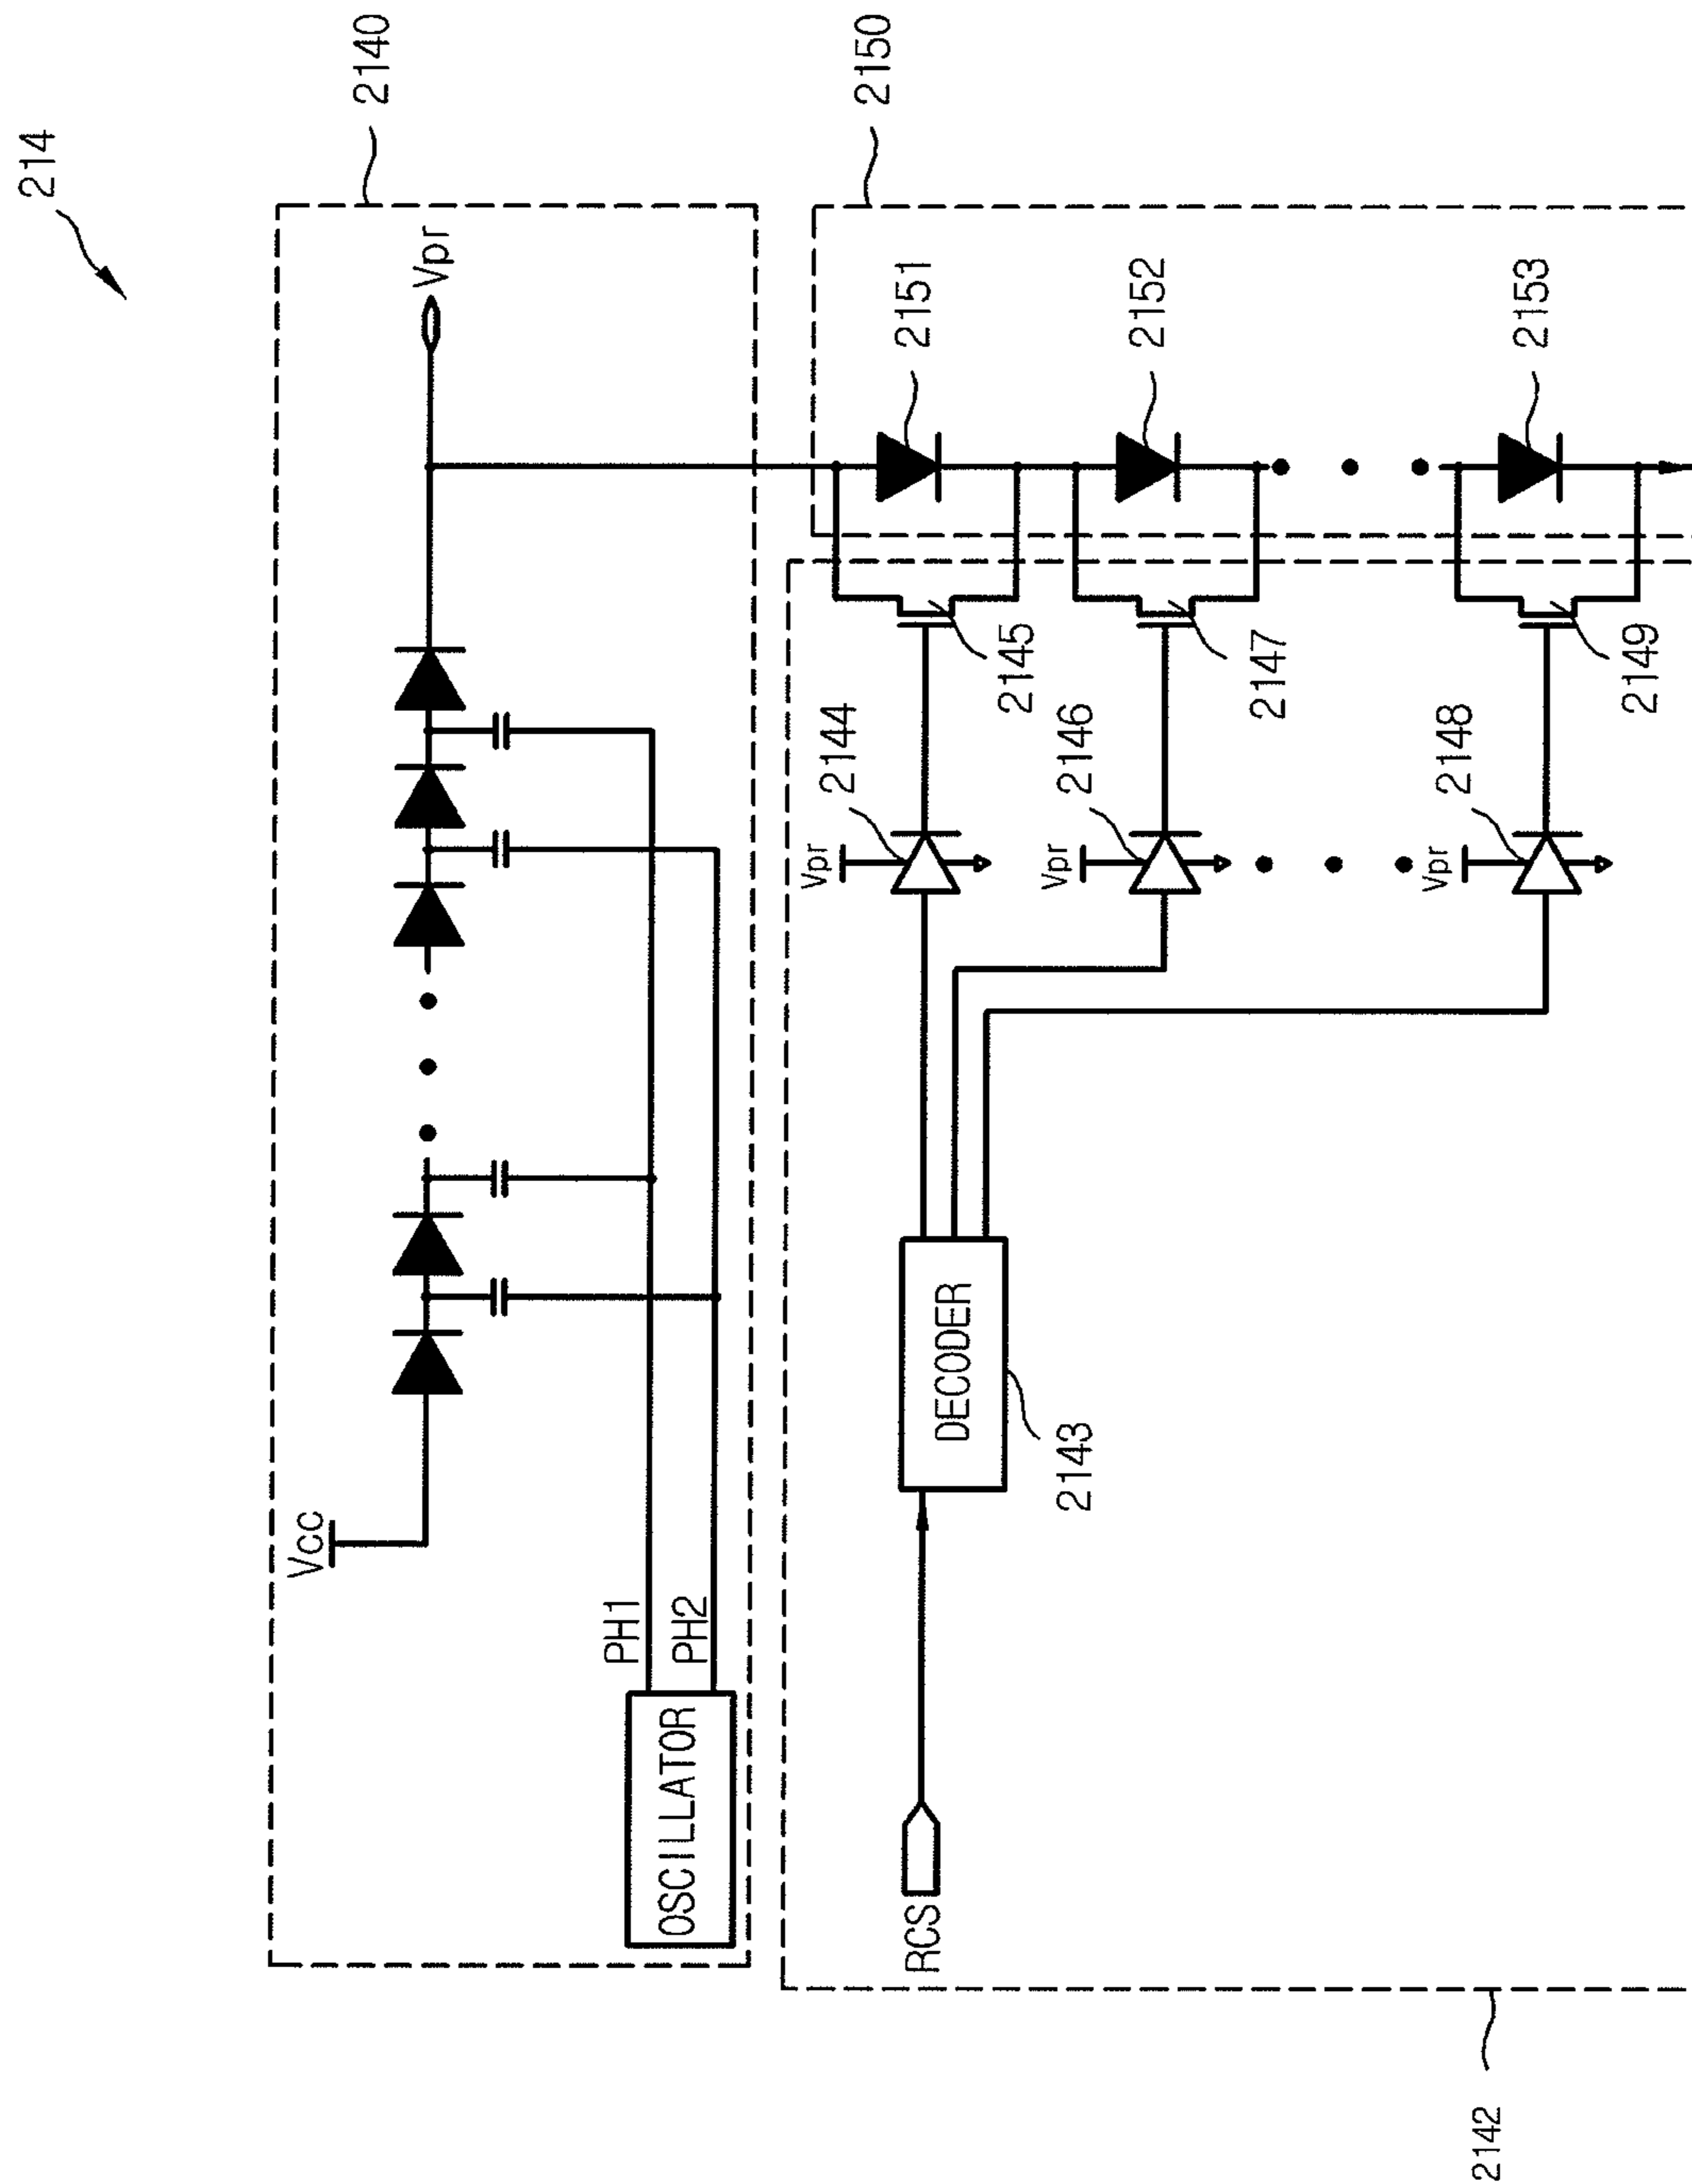 214
2140
Vcc
Vpr
PH1
PH2
OSCILLATOR
2150
2151
2152
2153
2145
2147
2149
2144
2146
2148
Vpr
Vpr
Vpr
DECODER
2143
RCS
2142